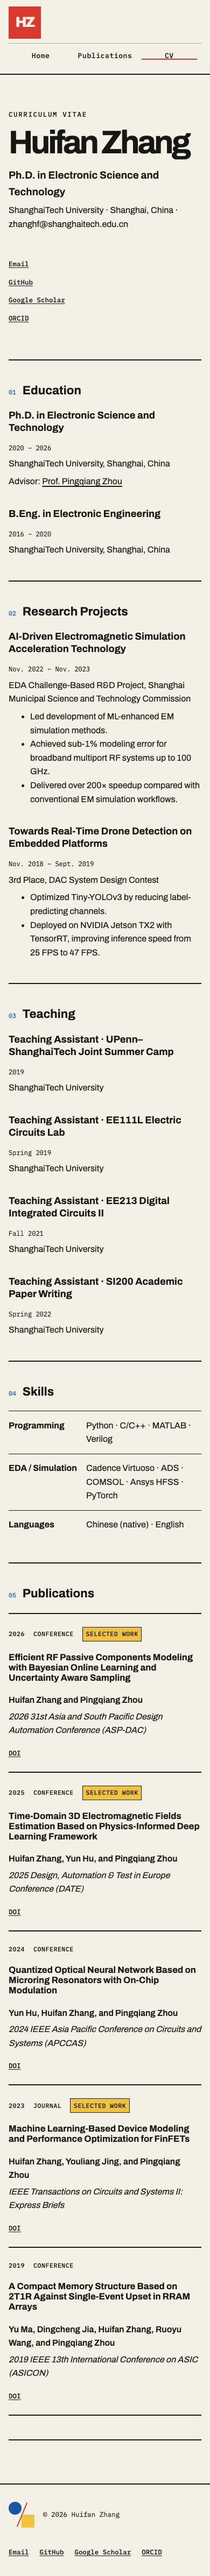 HZ
Home Publications CV
CURRICULUM VITAE
Huifan Zhang
Ph.D. in Electronic Science and
Technology
ShanghaiTech University · Shanghai, China ·
zhanghf@shanghaitech.edu.cn
Email
GitHub
Google Scholar
ORCID
01 Education
Ph.D. in Electronic Science and
Technology
2020 – 2026
ShanghaiTech University, Shanghai, China
Advisor: Prof. Pingqiang Zhou
B.Eng. in Electronic Engineering
2016 – 2020
ShanghaiTech University, Shanghai, China
02 Research Projects
AI-Driven Electromagnetic Simulation
Acceleration Technology
Nov. 2022 – Nov. 2023
EDA Challenge-Based R&D Project, Shanghai
Municipal Science and Technology Commission
• Led development of ML-enhanced EM
simulation methods.
• Achieved sub-1% modeling error for
broadband multiport RF systems up to 100
GHz.
• Delivered over 200× speedup compared with
conventional EM simulation workflows.
Towards Real-Time Drone Detection on
Embedded Platforms
Nov. 2018 – Sept. 2019
3rd Place, DAC System Design Contest
• Optimized Tiny-YOLOv3 by reducing label-
predicting channels.
• Deployed on NVIDIA Jetson TX2 with
TensorRT, improving inference speed from
25 FPS to 47 FPS.
03 Teaching
Teaching Assistant · UPenn–
ShanghaiTech Joint Summer Camp
2019
ShanghaiTech University
Teaching Assistant · EE111L Electric
Circuits Lab
Spring 2019
ShanghaiTech University
Teaching Assistant · EE213 Digital
Integrated Circuits II
Fall 2021
ShanghaiTech University
Teaching Assistant · SI200 Academic
Paper Writing
Spring 2022
ShanghaiTech University
04 Skills
Programming Python · C/C++ · MATLAB ·
Verilog
EDA / Simulation Cadence Virtuoso · ADS ·
COMSOL · Ansys HFSS ·
PyTorch
Languages Chinese (native) · English
05 Publications
2026 CONFERENCE SELECTED WORK
Efficient RF Passive Components Modeling
with Bayesian Online Learning and
Uncertainty Aware Sampling
Huifan Zhang and Pingqiang Zhou
2026 31st Asia and South Pacific Design
Automation Conference (ASP-DAC)
DOI
2025 CONFERENCE SELECTED WORK
Time-Domain 3D Electromagnetic Fields
Estimation Based on Physics-Informed Deep
Learning Framework
Huifan Zhang, Yun Hu, and Pingqiang Zhou
2025 Design, Automation & Test in Europe
Conference (DATE)
DOI
2024 CONFERENCE
Quantized Optical Neural Network Based on
Microring Resonators with On-Chip
Modulation
Yun Hu, Huifan Zhang, and Pingqiang Zhou
2024 IEEE Asia Pacific Conference on Circuits and
Systems (APCCAS)
DOI
2023 JOURNAL SELECTED WORK
Machine Learning-Based Device Modeling
and Performance Optimization for FinFETs
Huifan Zhang, Youliang Jing, and Pingqiang
Zhou
IEEE Transactions on Circuits and Systems II:
Express Briefs
DOI
2019 CONFERENCE
A Compact Memory Structure Based on
2T1R Against Single-Event Upset in RRAM
Arrays
Yu Ma, Dingcheng Jia, Huifan Zhang, Ruoyu
Wang, and Pingqiang Zhou
2019 IEEE 13th International Conference on ASIC
(ASICON)
DOI
© 2026 Huifan Zhang
Email GitHub Google Scholar ORCID